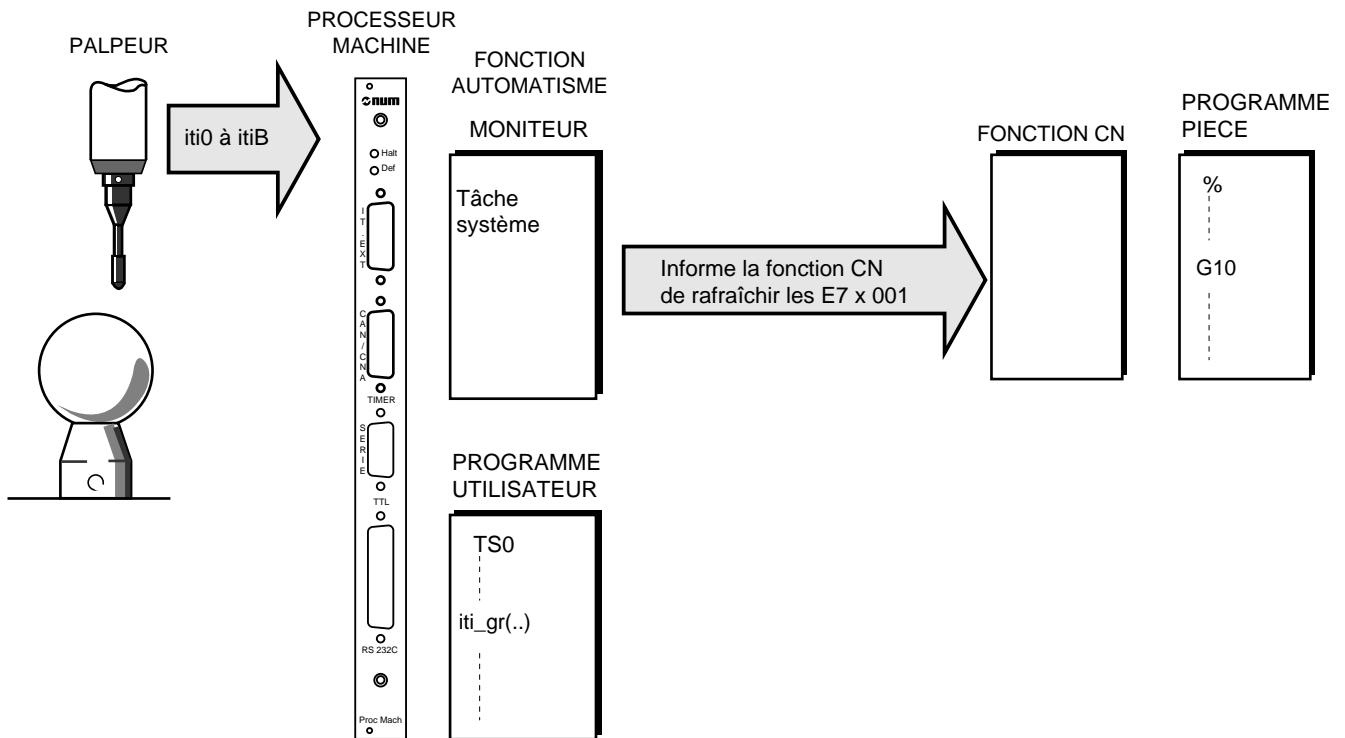 PALPEUR
iti0 à itiB
PROCESSEUR
MACHINE
num
Halt
Def
IT.EXT
CAN/CNA
TIMER
SERIE
TTL
RS 232C
Proc Mach
FONCTION
AUTOMATISME
MONITEUR
Tâche
système
PROGRAMME
UTILISATEUR
TS0
iti_gr(..)
Informe la fonction CN
de rafraîchir les E7 x 001
FONCTION CN
PROGRAMME
PIECE
%
G10